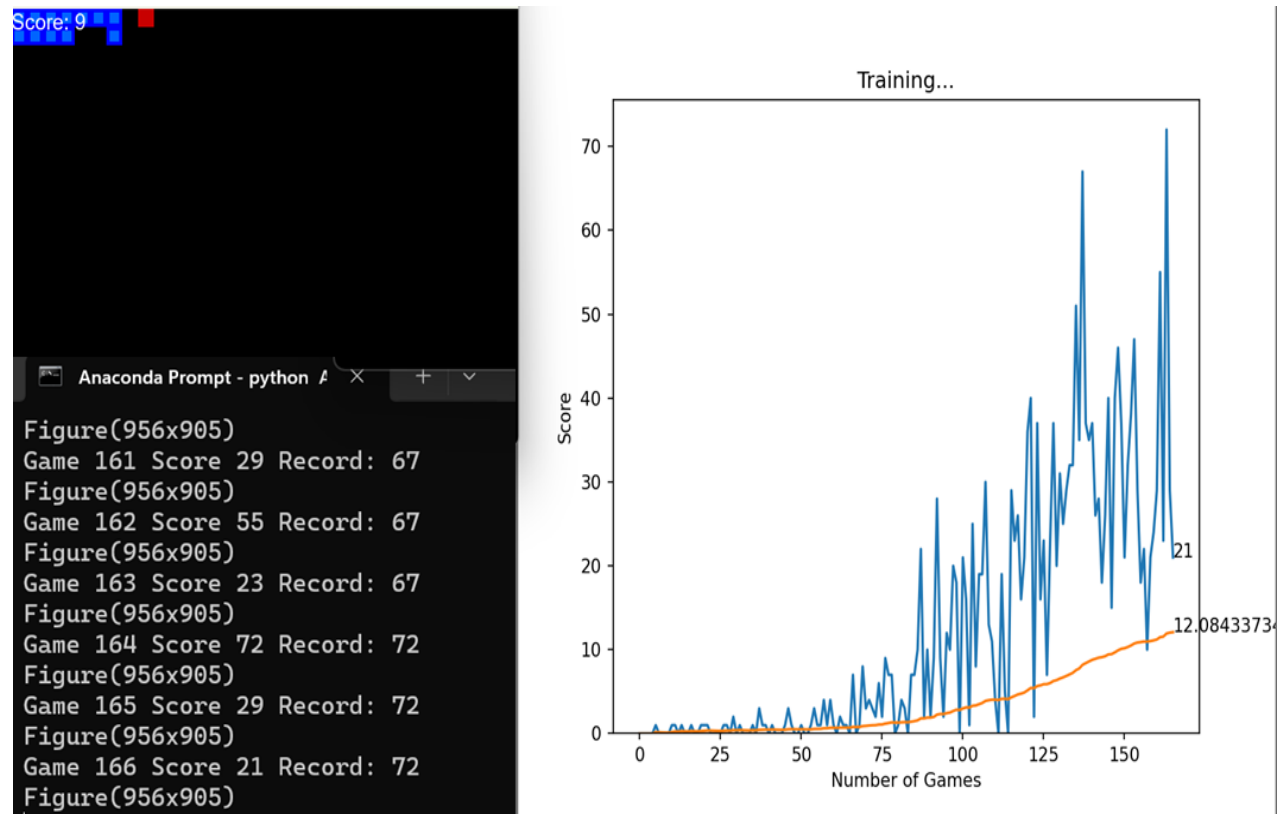 Score: 9
Anaconda Prompt - python
Figure(956x905)
Game 161 Score 29 Record: 67
Figure(956x905)
Game 162 Score 55 Record: 67
Figure(956x905)
Game 163 Score 23 Record: 67
Figure(956x905)
Game 164 Score 72 Record: 72
Figure(956x905)
Game 165 Score 29 Record: 72
Figure(956x905)
Game 166 Score 21 Record: 72
Figure(956x905)
Training...
Score
70
60
50
40
30
20
10
0
21
12.08433734
0 25 50 75 100 125 150
Number of Games